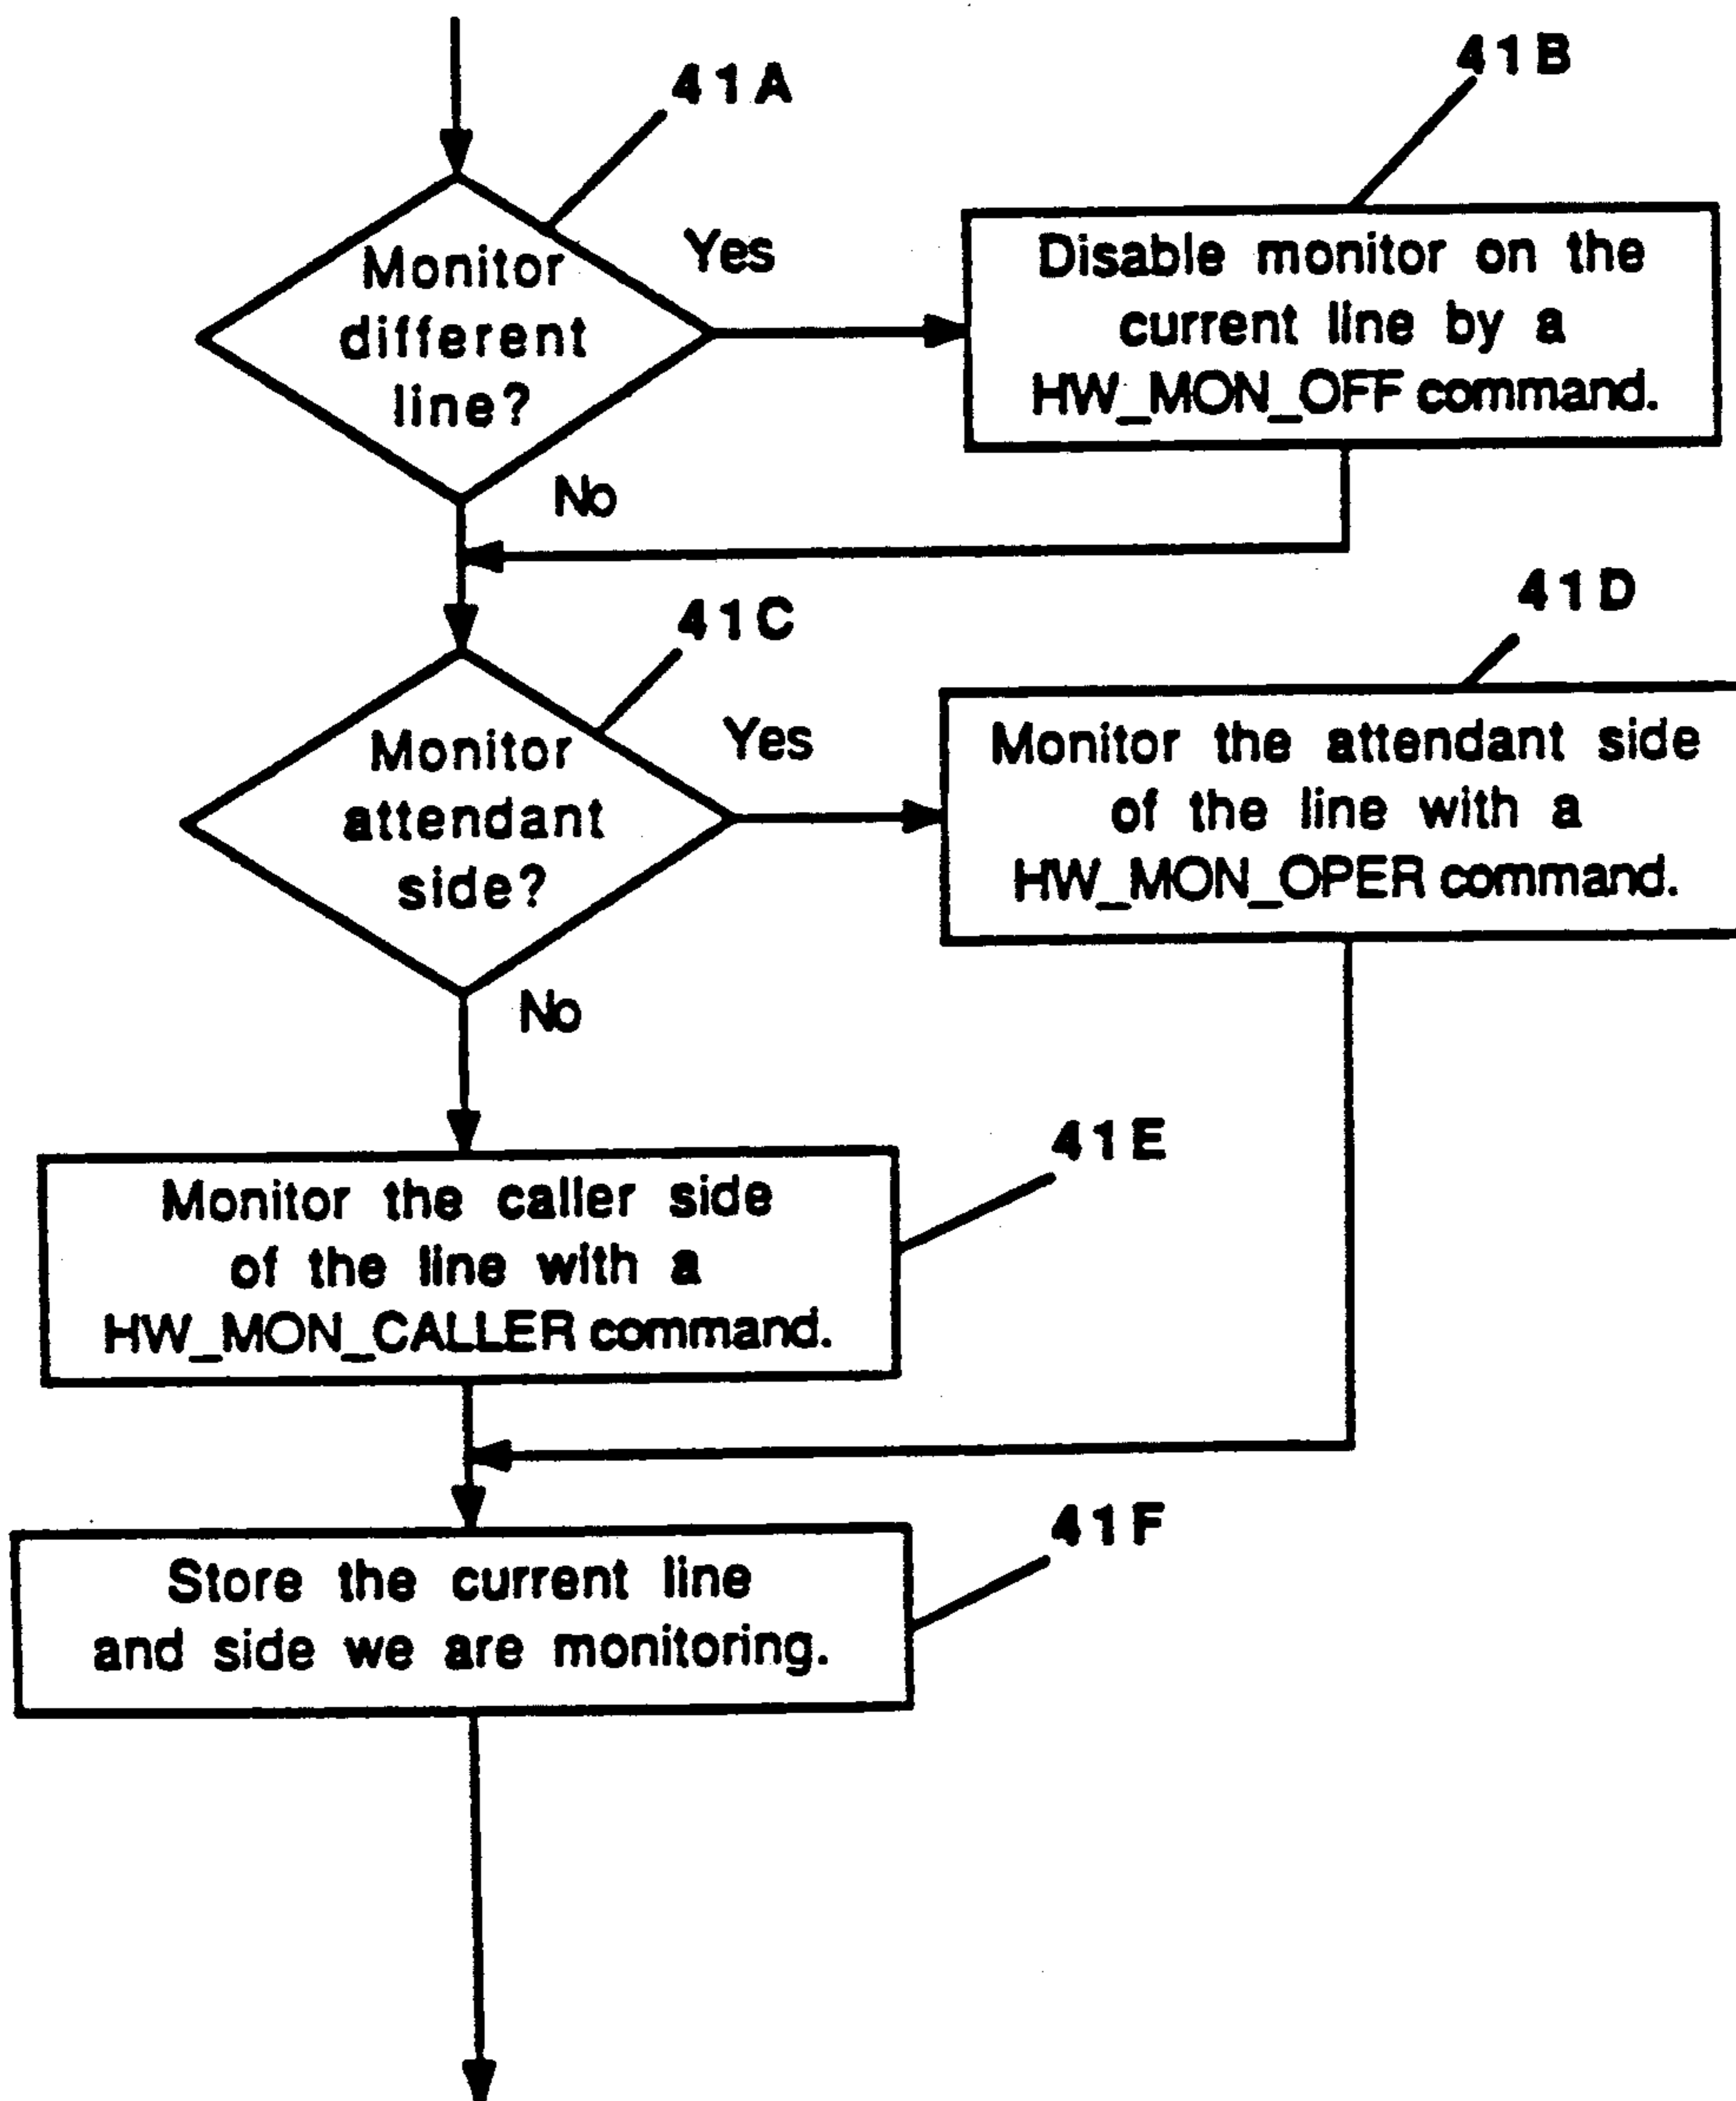 41A
Monitor
different
line?
Yes
41B
Disable monitor on the
current line by a
HW_MON_OFF command.
No
41C
Monitor
attendant
side?
Yes
41D
Monitor the attendant side
of the line with a
HW_MON_OPER command.
No
41E
Monitor the caller side
of the line with a
HW_MON_CALLER command.
41F
Store the current line
and side we are monitoring.